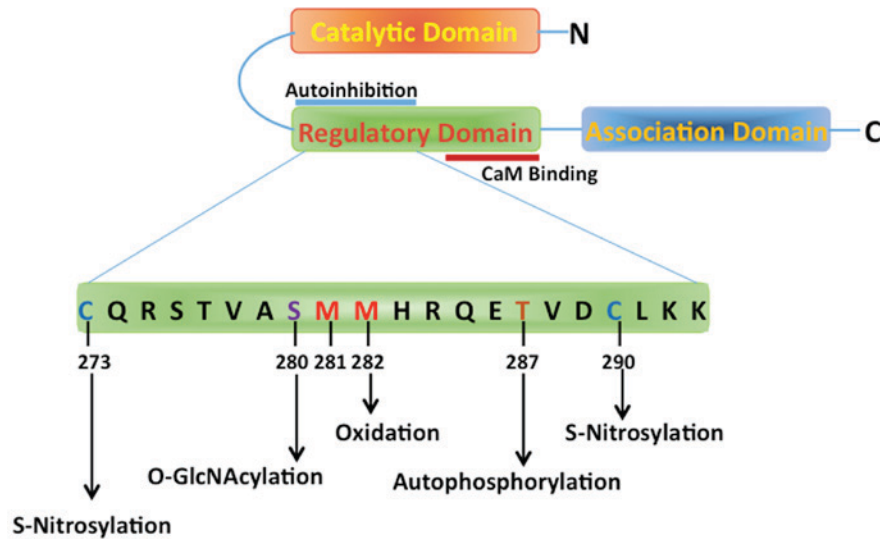 Catalytic Domain N
Autoinhibition
Regulatory Domain Association Domain C
CaM Binding
C Q R S T V A S M M H R Q E T V D C L K K
273 280 281 282 287 290
Oxidation S-Nitrosylation
O-GlcNAcylation Autophosphorylation
S-Nitrosylation